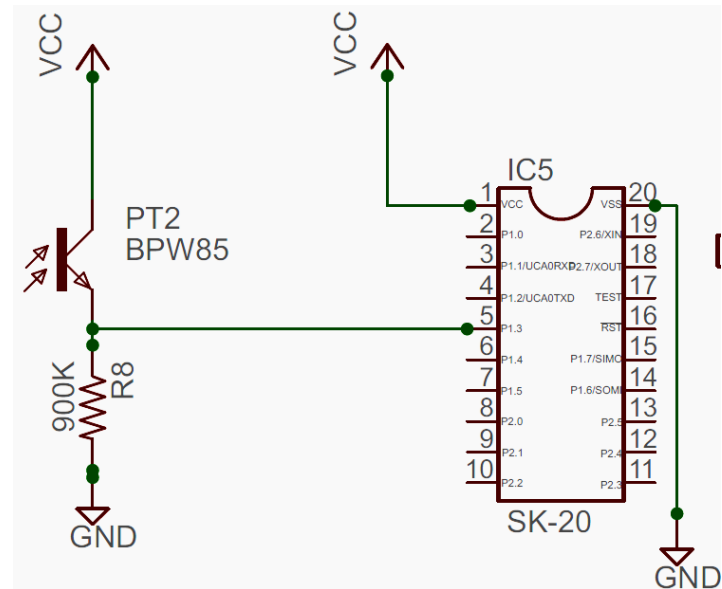 VCC
VCC
PT2
BPW85
900K
R8
GND
IC5
1 VCC VSS 20
2 P1.0 P2.6/XIN 19
3 P1.1/UCA0RXD P2.7/XOUT 18
4 P1.2/UCA0TXD TEST 17
5 P1.3 RST 16
6 P1.4 P1.7/SIMO 15
7 P1.5 P1.6/SOMI 14
8 P2.0 P2.5 13
9 P2.1 P2.4 12
10 P2.2 P2.3 11
SK-20
GND